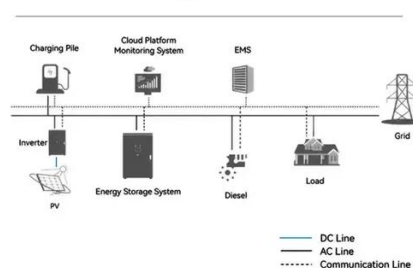 Charging Pile
Cloud Platform
Monitoring System
EMS
Grid
Inverter
PV
Energy Storage System
Diesel
Load
DC Line
AC Line
Communication Line